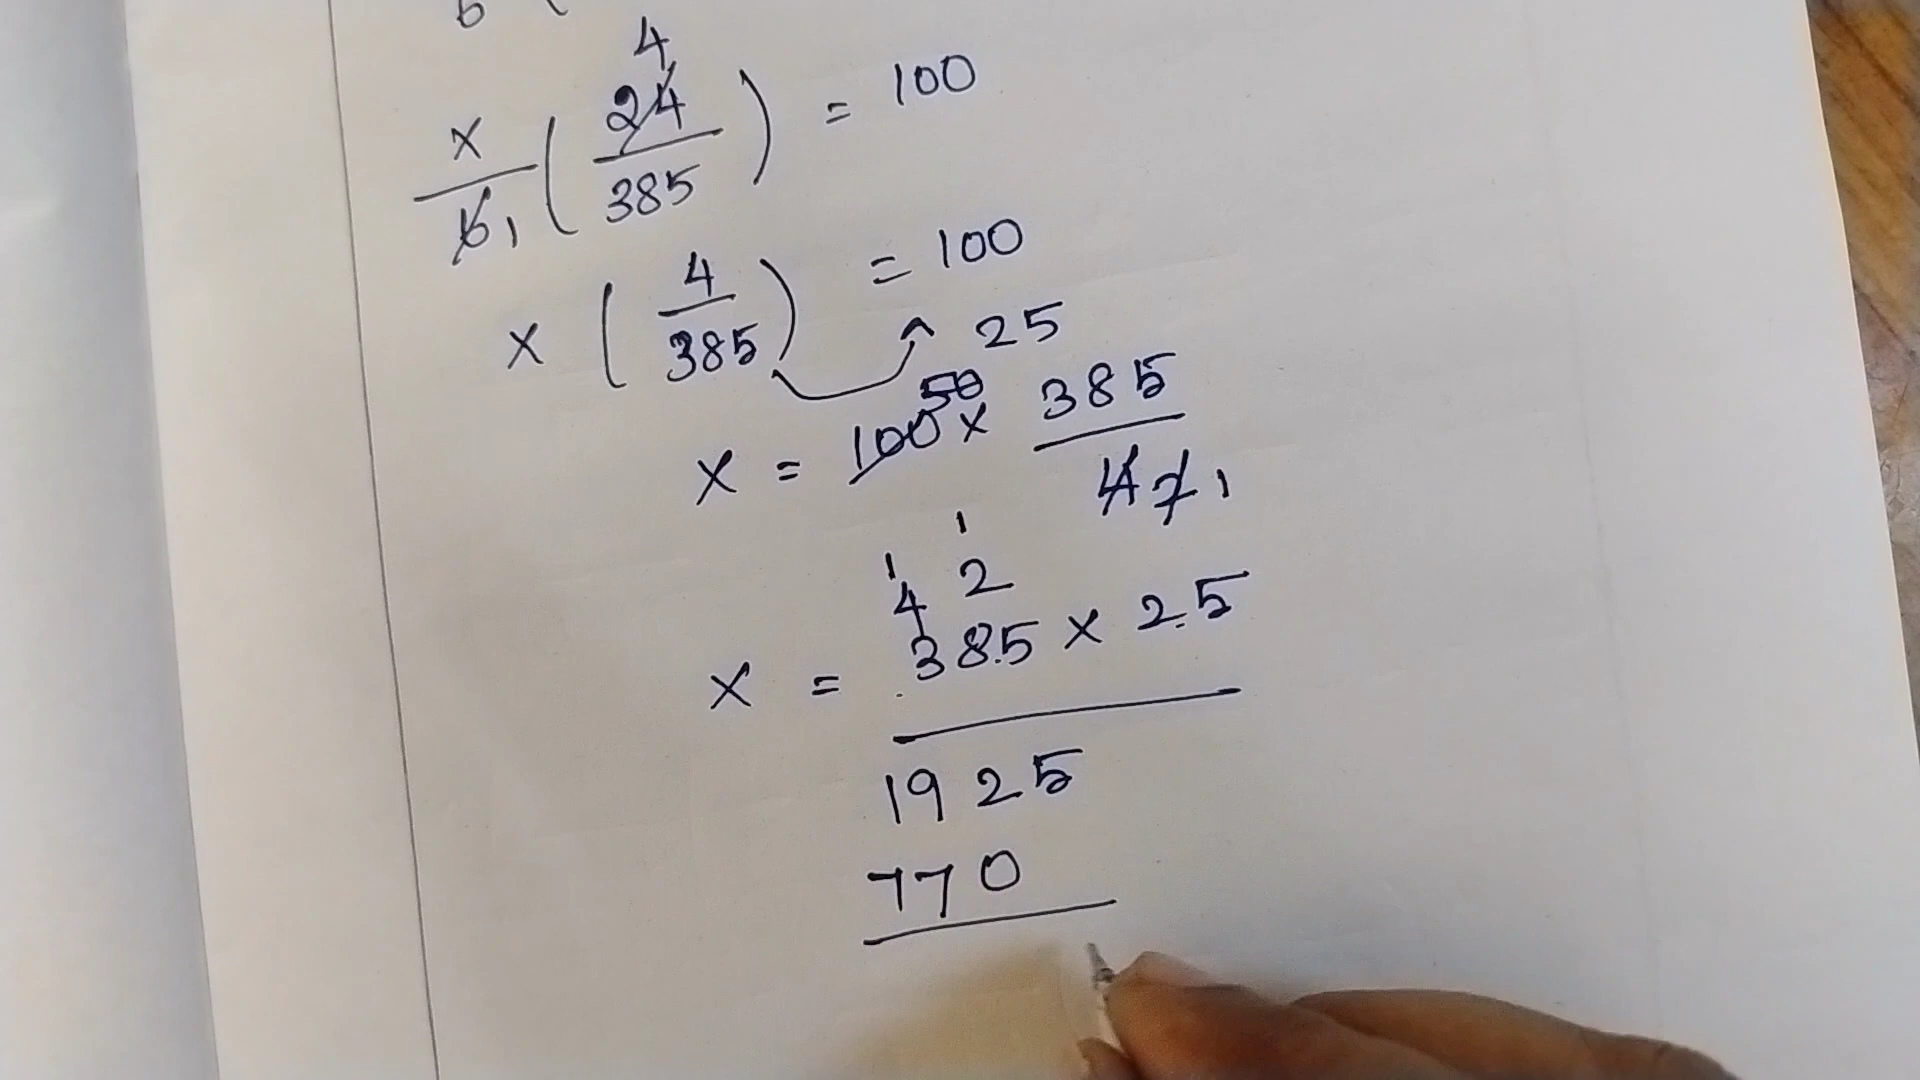 6 (
4
x/6 1 ( 24/385 ) = 100
x ( 4/385 ) = 100
25
50
x = 100 x 385/4 2 1
1 1
4 2
x = 385 x 25
1925
770